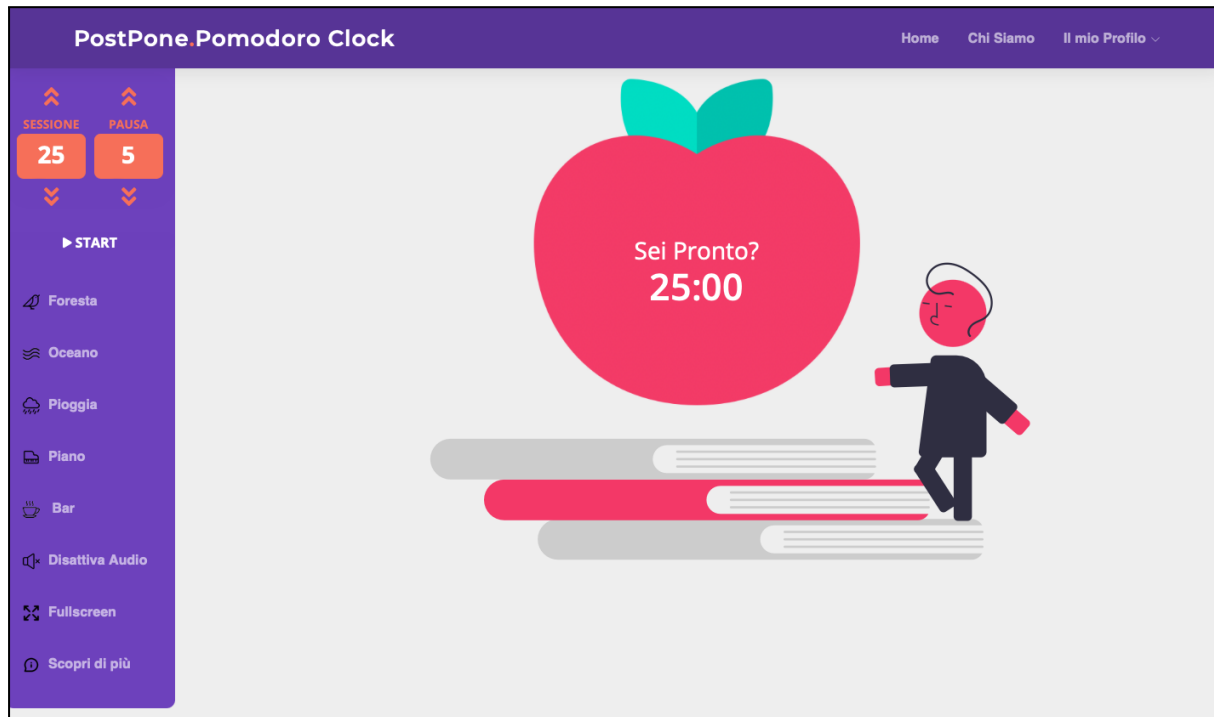 PostPone.Pomodoro Clock
Home Chi Siamo Il mio Profilo
SESSIONE PAUSA
25 5
START
Foresta
Oceano
Pioggia
Piano
Bar
Disattiva Audio
Fullscreen
Scopri di più
Sei Pronto?
25:00